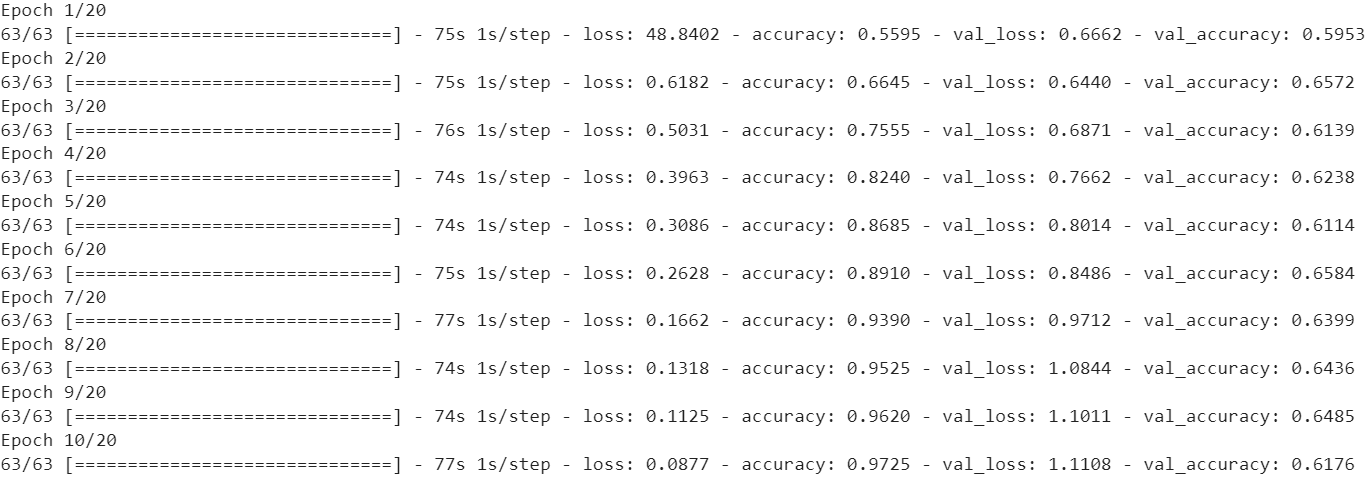 Epoch 1/20
63/63 [==============================] - 75s 1s/step - loss: 48.8402 - accuracy: 0.5595 - val_loss: 0.6662 - val_accuracy: 0.5953
Epoch 2/20
63/63 [==============================] - 75s 1s/step - loss: 0.6182 - accuracy: 0.6645 - val_loss: 0.6440 - val_accuracy: 0.6572
Epoch 3/20
63/63 [==============================] - 76s 1s/step - loss: 0.5031 - accuracy: 0.7555 - val_loss: 0.6871 - val_accuracy: 0.6139
Epoch 4/20
63/63 [==============================] - 74s 1s/step - loss: 0.3963 - accuracy: 0.8240 - val_loss: 0.7662 - val_accuracy: 0.6238
Epoch 5/20
63/63 [==============================] - 74s 1s/step - loss: 0.3086 - accuracy: 0.8685 - val_loss: 0.8014 - val_accuracy: 0.6114
Epoch 6/20
63/63 [==============================] - 75s 1s/step - loss: 0.2628 - accuracy: 0.8910 - val_loss: 0.8486 - val_accuracy: 0.6584
Epoch 7/20
63/63 [==============================] - 77s 1s/step - loss: 0.1662 - accuracy: 0.9390 - val_loss: 0.9712 - val_accuracy: 0.6399
Epoch 8/20
63/63 [==============================] - 74s 1s/step - loss: 0.1318 - accuracy: 0.9525 - val_loss: 1.0844 - val_accuracy: 0.6436
Epoch 9/20
63/63 [==============================] - 74s 1s/step - loss: 0.1125 - accuracy: 0.9620 - val_loss: 1.1011 - val_accuracy: 0.6485
Epoch 10/20
63/63 [==============================] - 77s 1s/step - loss: 0.0877 - accuracy: 0.9725 - val_loss: 1.1108 - val_accuracy: 0.6176